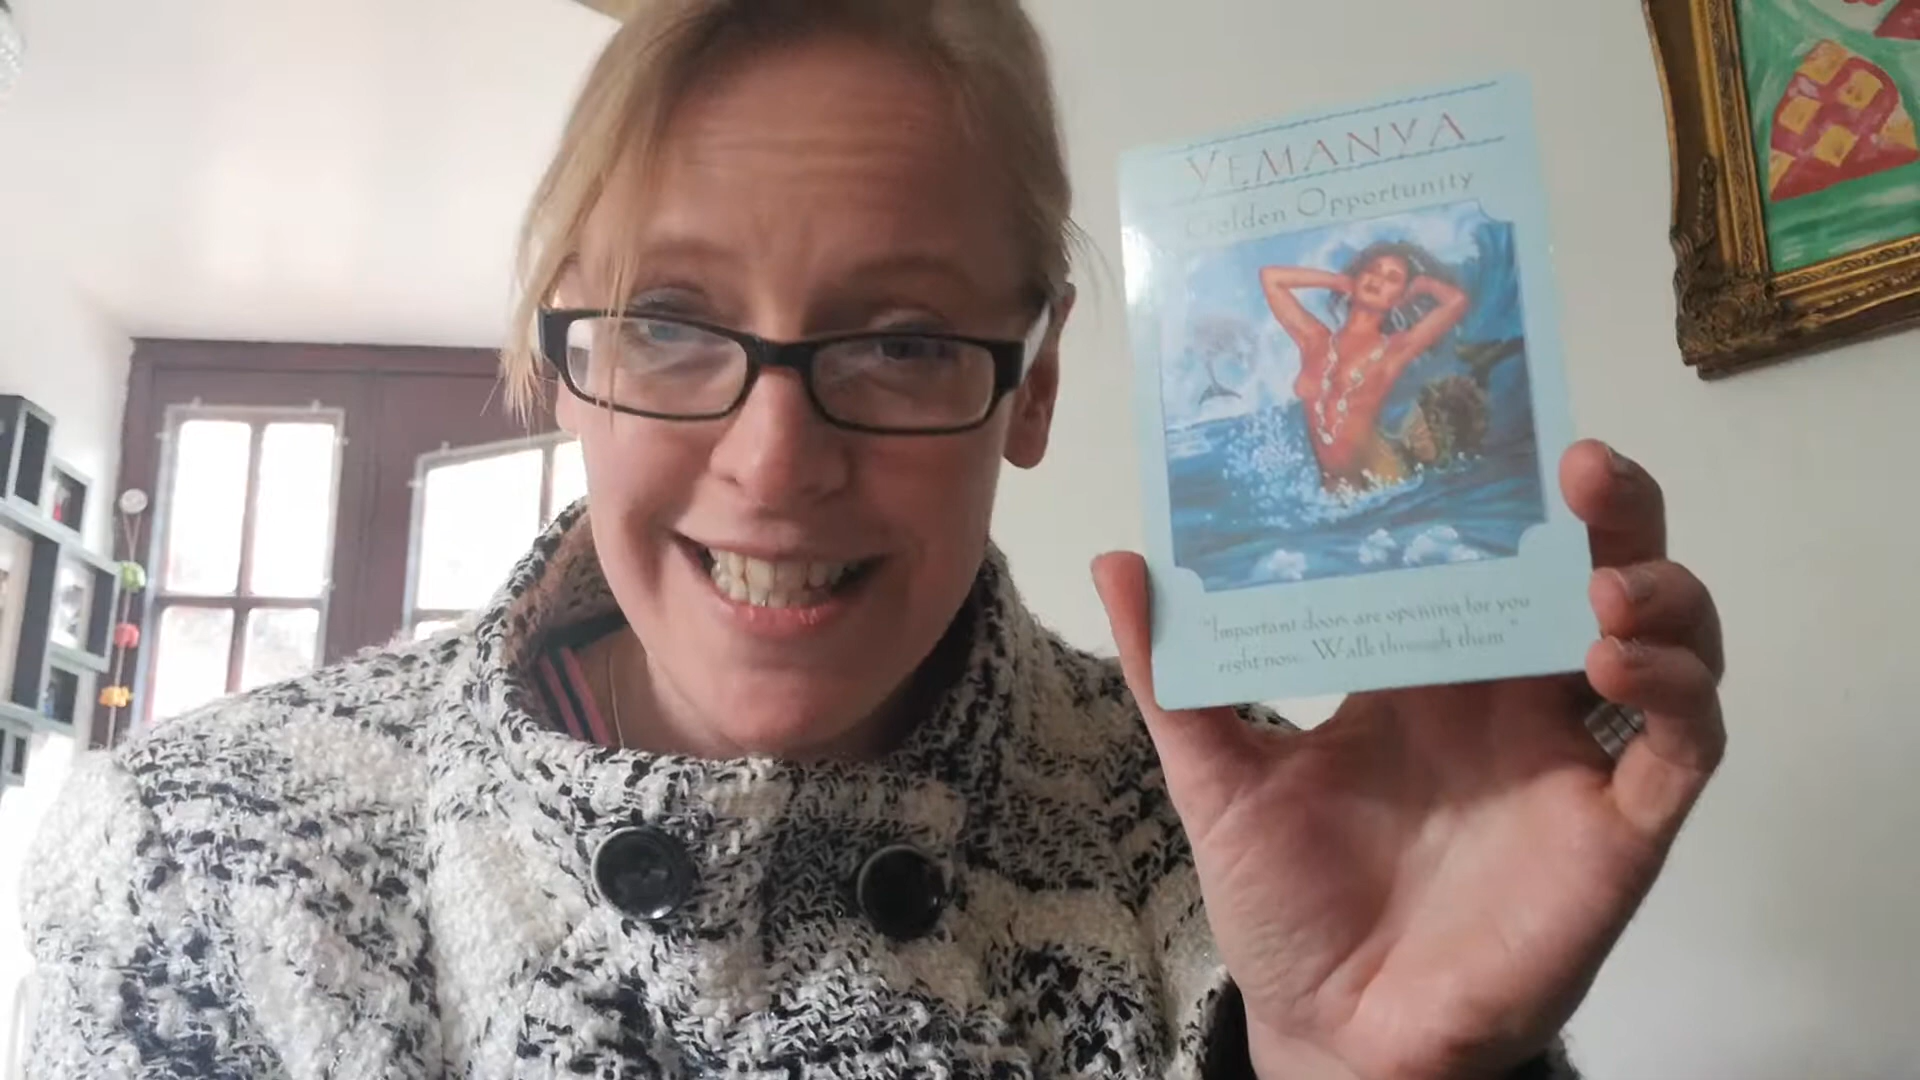 YEMANYA
Golden Opportunity
"Important doors are opening for you
right now. Walk through them"